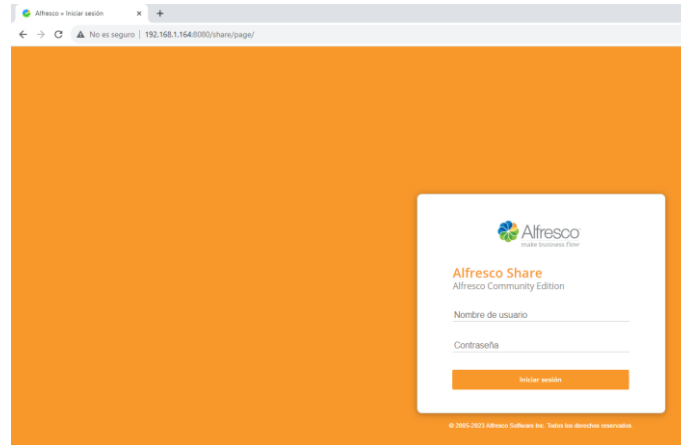 Alfresco » Iniciar sesión
No es seguro | 192.168.1.164:8080/share/page/
Alfresco
make business flow
Alfresco Share
Alfresco Community Edition
Nombre de usuario
Contraseña
Iniciar sesión
© 2005-2023 Alfresco Software Inc. Todos los derechos reservados.